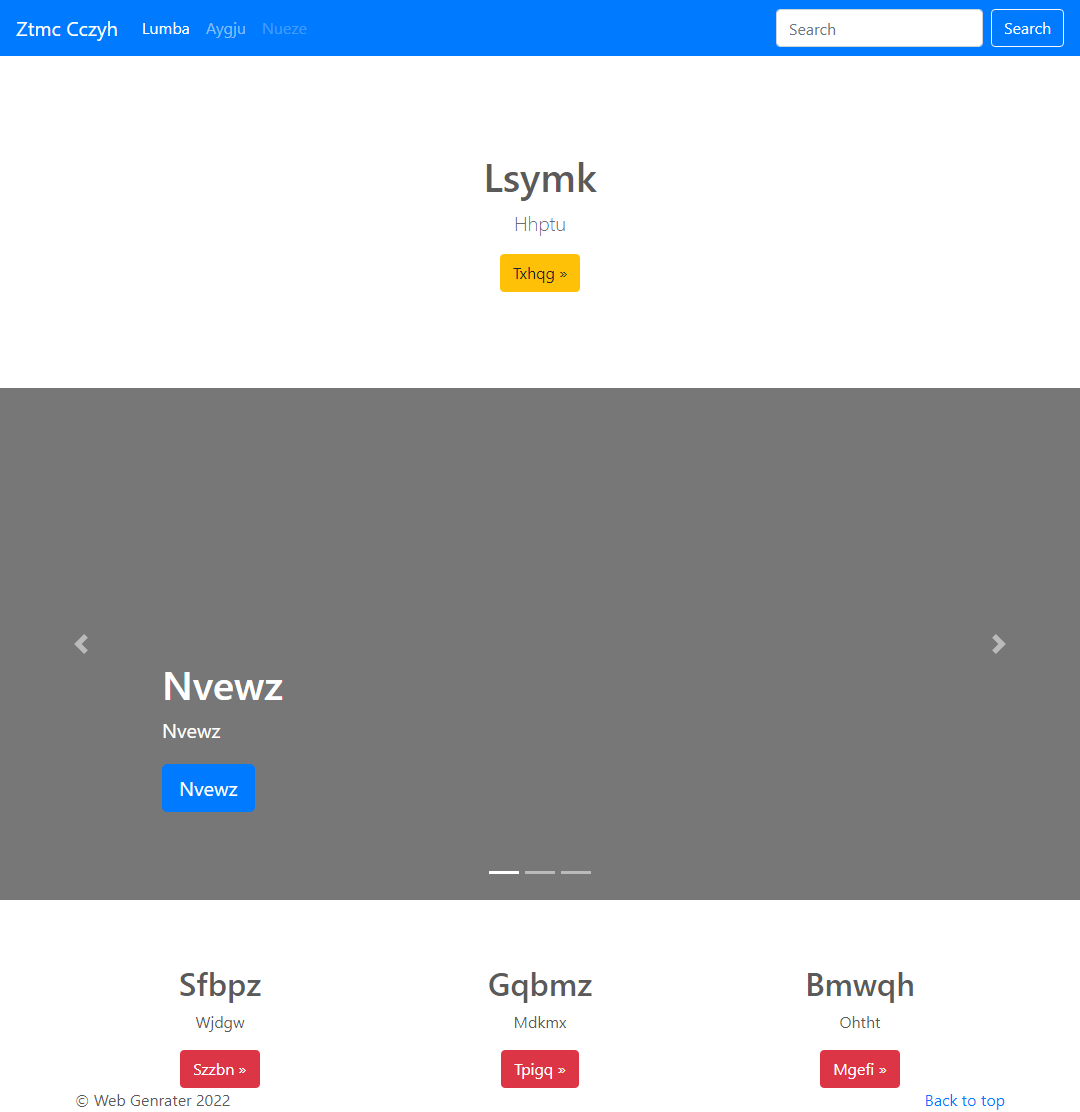 Ztmc Cczyh Lumba Aygju Nueze Search Search
Lsymk
Hhptu
Txhqg »
Nvewz
Nvewz
Nvewz
Sfbpz Gqbmz Bmwqh
Wjdgw Mdkmx Ohtht
Szzbn » Tpigq » Mgefi »
© Web Genrater 2022 Back to top